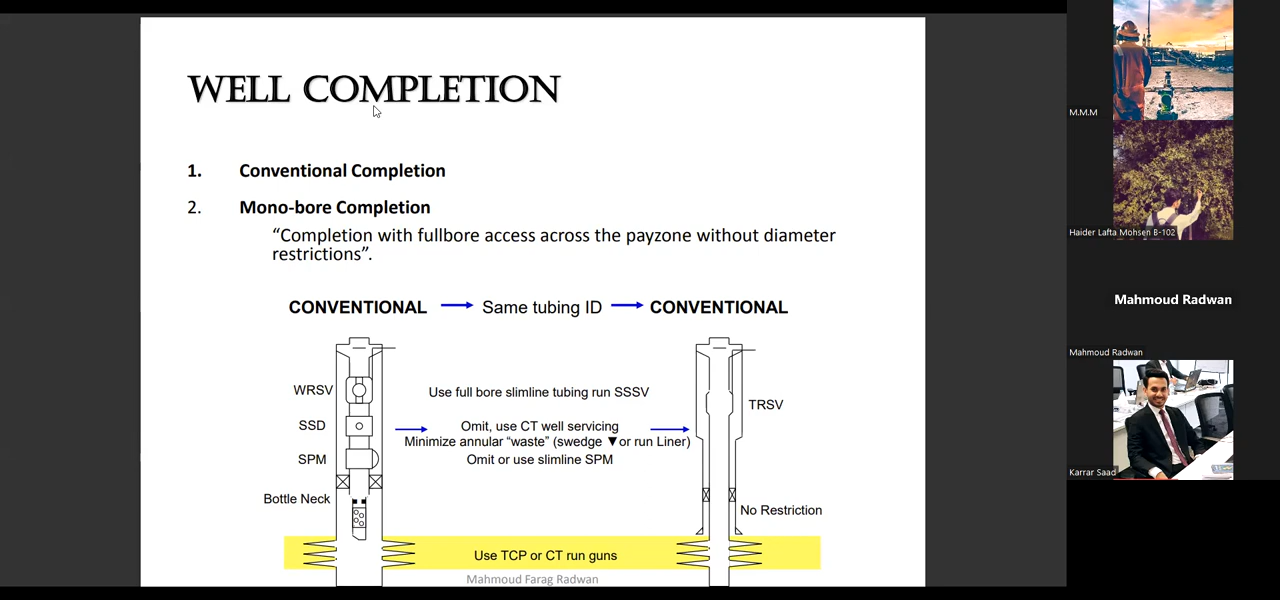 WELL COMPLETION
1. Conventional Completion
2. Mono-bore Completion
“Completion with fullbore access across the payzone without diameter
restrictions”.
CONVENTIONAL Same tubing ID CONVENTIONAL
WRSV
Use full bore slimline tubing run SSSV
TRSV
SSD
Omit, use CT well servicing
Minimize annular “waste” (swedge ▼or run Liner)
SPM
Omit or use slimline SPM
Bottle Neck
No Restriction
Use TCP or CT run guns
Mahmoud Farag Radwan
M.M.M
Haider Lafta Mohsen B-102
Mahmoud Radwan
Mahmoud Radwan
Karrar Saad